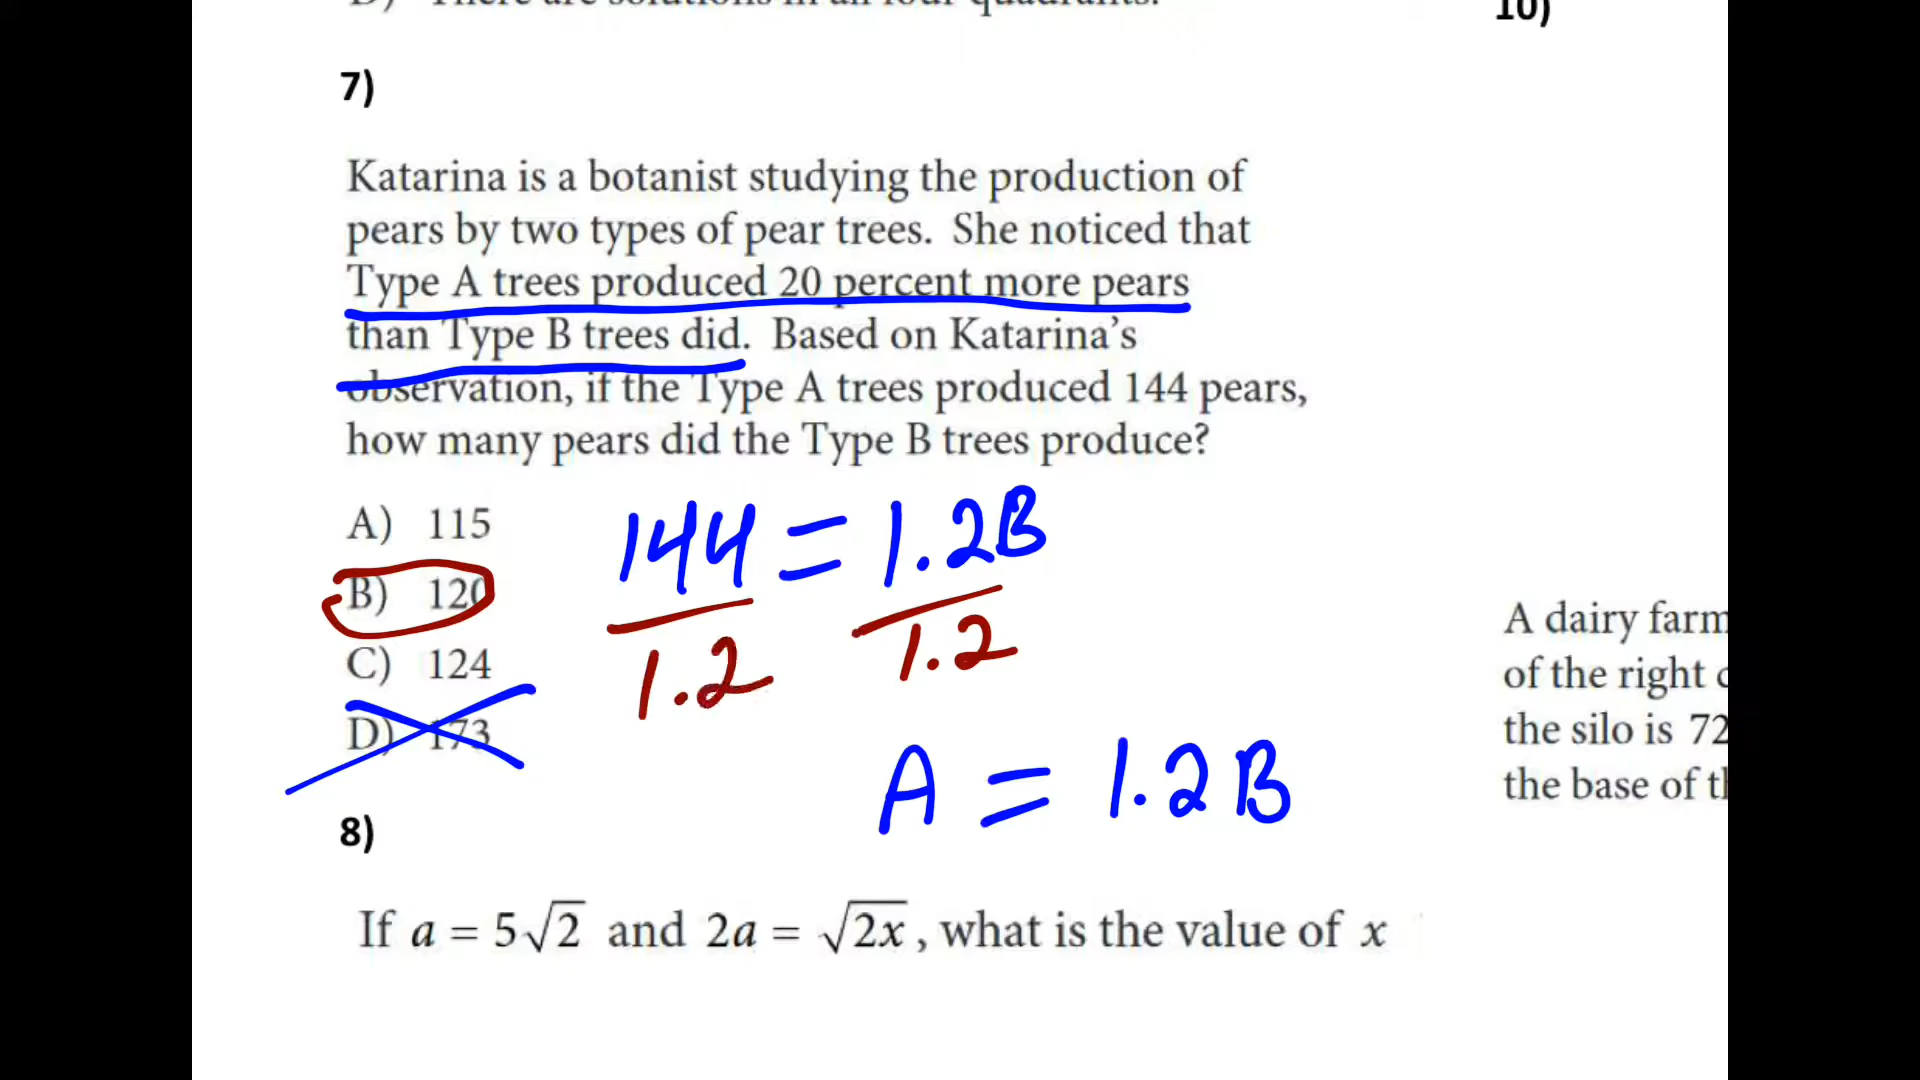 10)
7)
Katarina is a botanist studying the production of
pears by two types of pear trees. She noticed that
Type A trees produced 20 percent more pears
than Type B trees did. Based on Katarina’s
observation, if the Type A trees produced 144 pears,
how many pears did the Type B trees produce?
A) 115
B) 120
C) 124
D) 173
144 = 1.2B
1.2 1.2
A = 1.2B
8)
If a = 5√2 and 2a = √2x, what is the value of x
A dairy farm
of the right
the silo is 72
the base of